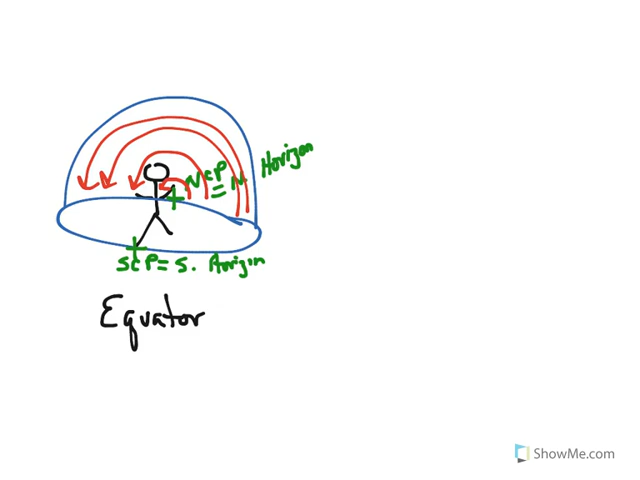 NCP
= N Horizon
SCP = S. Horizon
Equator
ShowMe.com